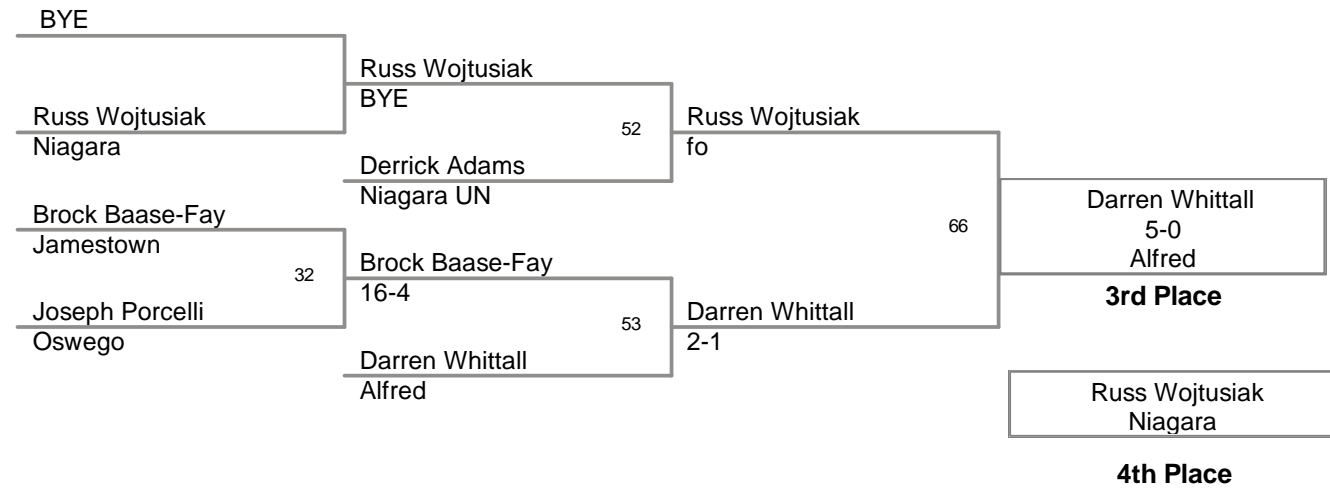 BYE
Russ Wojtusiak
Niagara
Brock Baase-Fay
Jamestown
32
Joseph Porcelli
Oswego
Russ Wojtusiak
BYE
52
Derrick Adams
Niagara UN
Brock Baase-Fay
16-4
53
Darren Whittall
Alfred
Russ Wojtusiak
fo
66
Darren Whittall
2-1
Darren Whittall
5-0
Alfred
3rd Place
Russ Wojtusiak
Niagara
4th Place